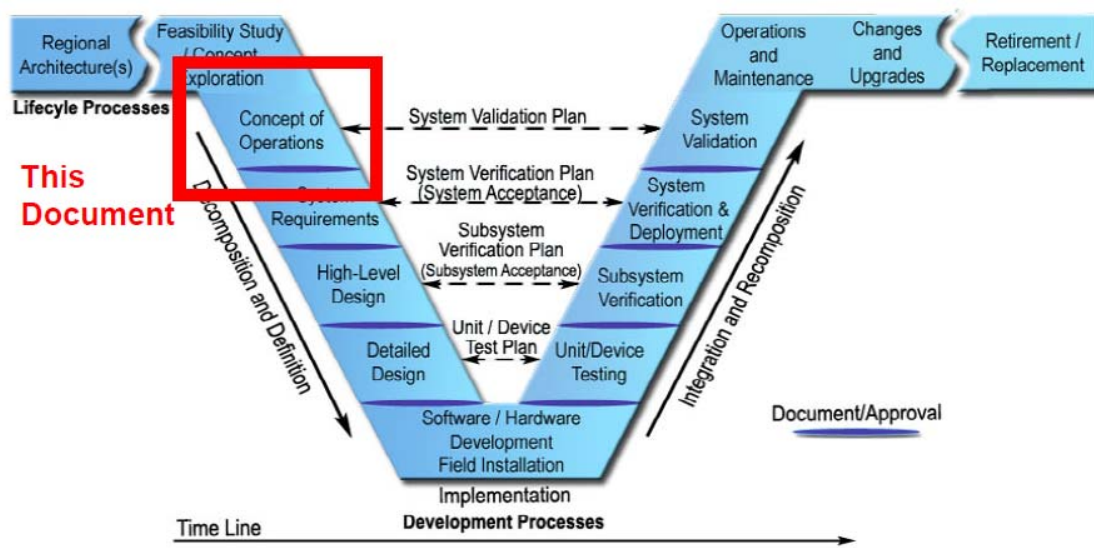 Regional
Architecture(s)
Feasibility Study
/ Concept
Exploration
Operations
and
Maintenance
Changes
and
Upgrades
Retirement /
Replacement
Lifecyle Processes
This
Document
Concept of
Operations
System Validation Plan
System
Validation
System Verification Plan
(System Acceptance)
System
Requirements
System
Verification &
Deployment
Subsystem
Verification Plan
(Subsystem Acceptance)
High-Level
Design
Subsystem
Verification
Unit / Device
Test Plan
Detailed
Design
Unit/Device
Testing
Decomposition and Definition
Integration and Recomposition
Software / Hardware
Development
Field Installation
Document/Approval
Implementation
Development Processes
Time Line